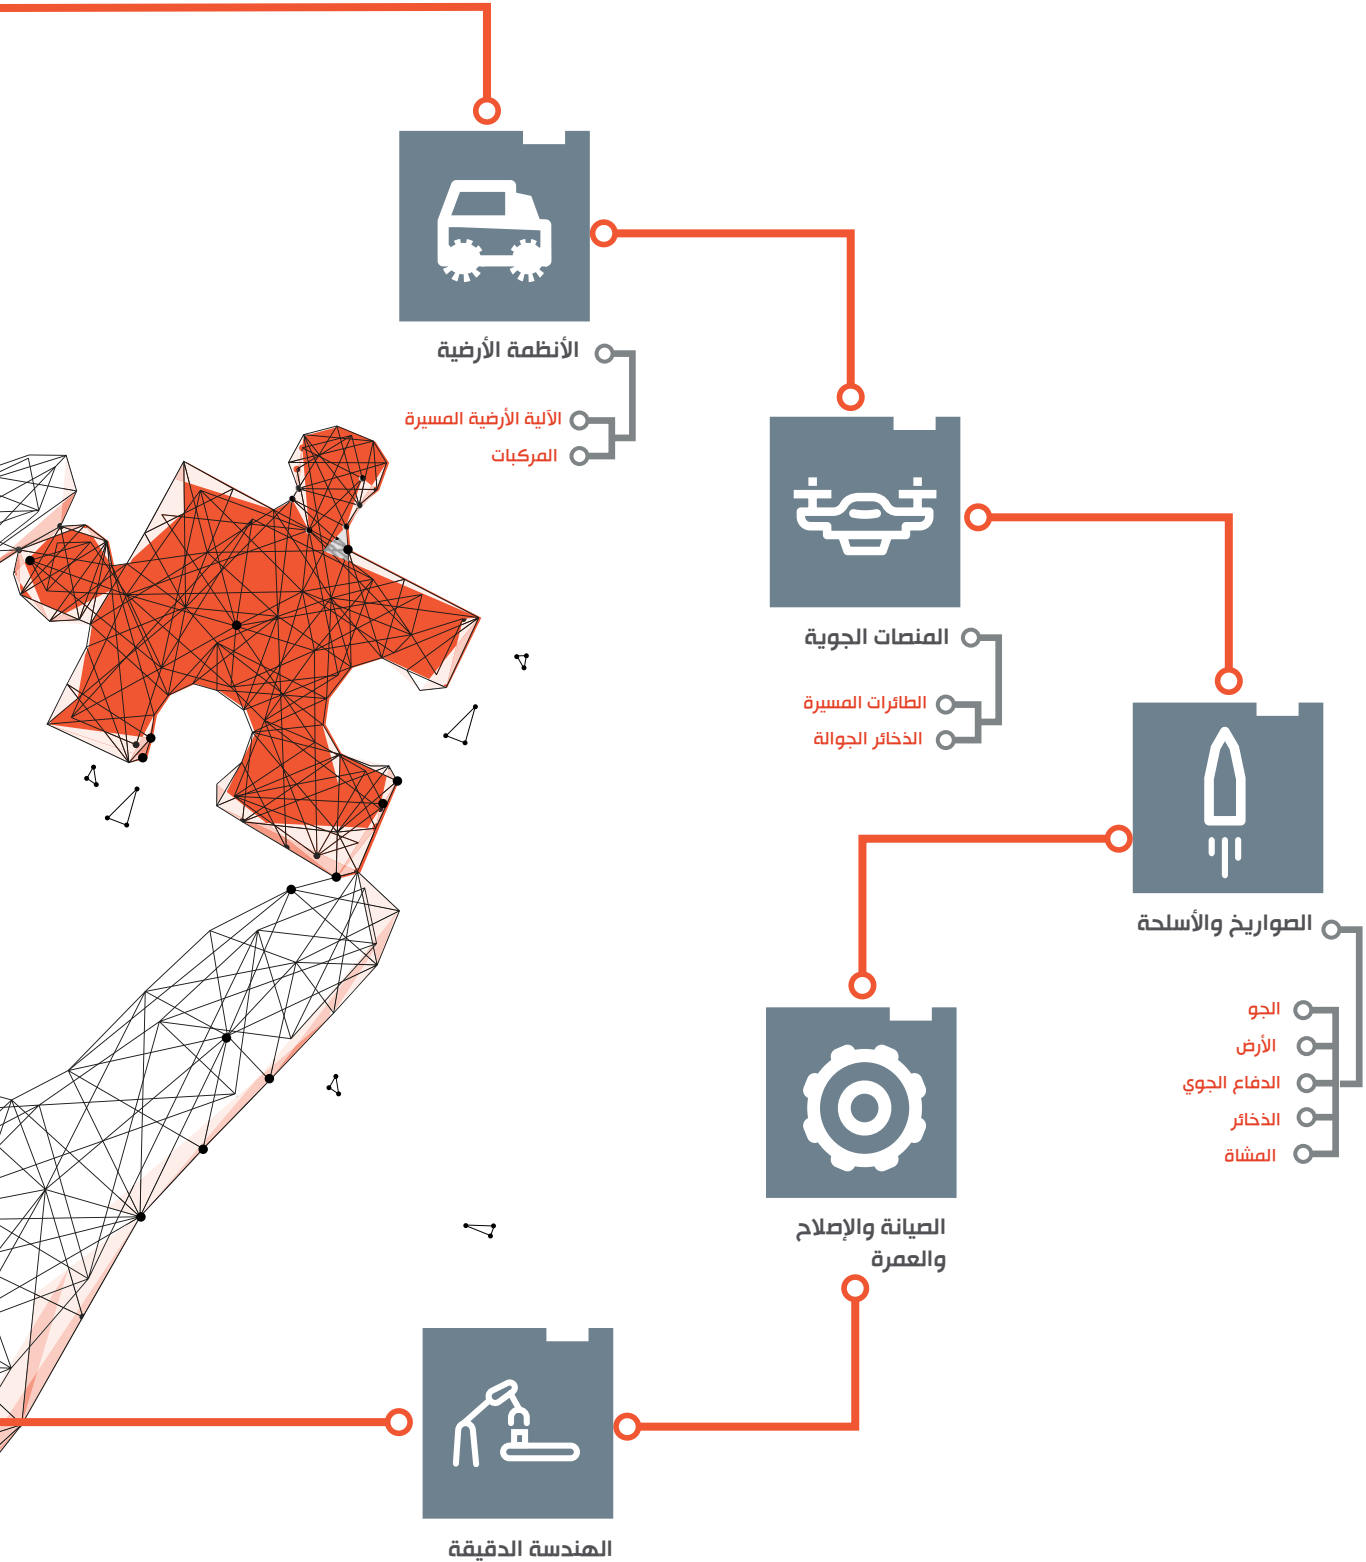 الأنظمة الأرضية
الآلية الأرضية المسيرة
المركبات
المنصات الجوية
الطائرات المسيرة
الذخائر الجوالة
الصواريخ والأسلحة
الجو
الأرض
الدفاع الجوي
الذخائر
المشاة
الصيانة والإصلاح
والعمرة
الهندسة الدقيقة